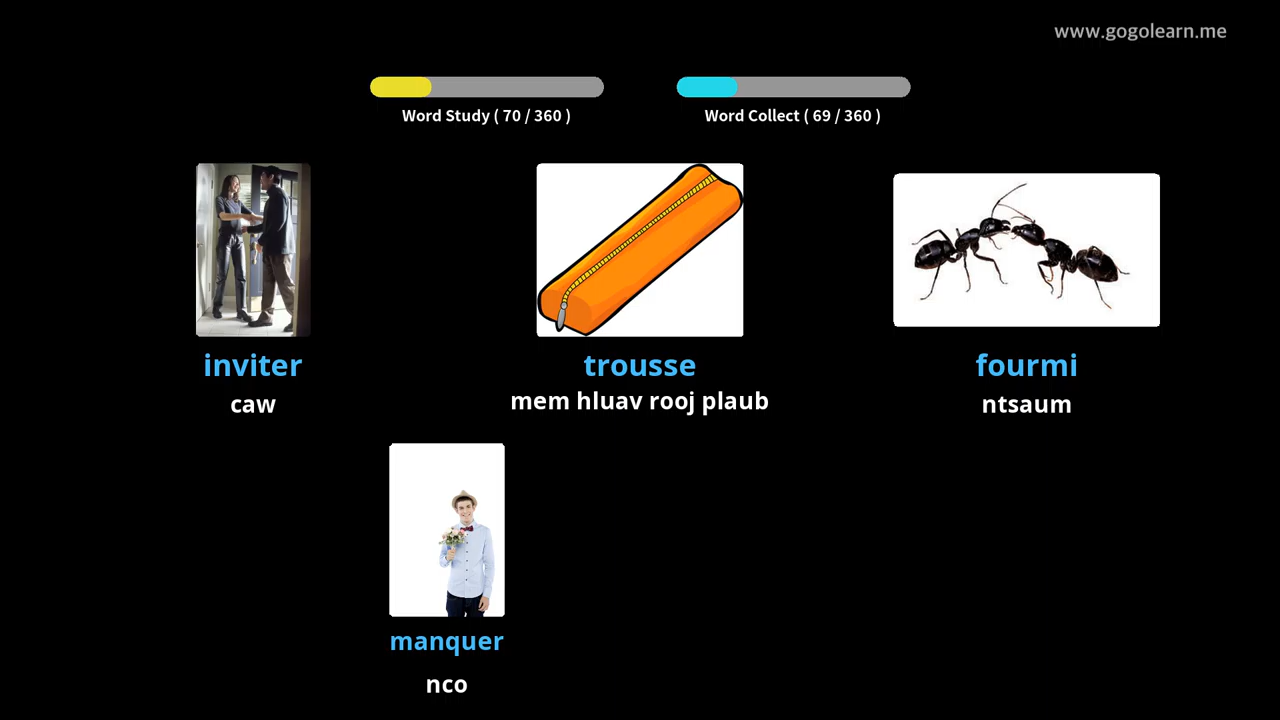 www.gogolearn.me
Word Study ( 70 / 360 )
Word Collect ( 69 / 360 )
inviter
caw
trousse
mem hluav rooj plaub
fourmi
ntsaum
manquer
nco